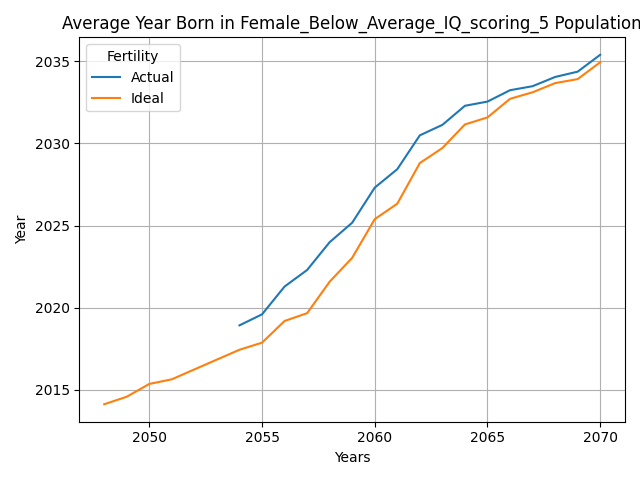 Average Year Born in Female_Below_Average_IQ_scoring_5 Population
Fertility
Actual
Ideal
Year
2035
2030
2025
2020
2015
2050 2055 2060 2065 2070
Years